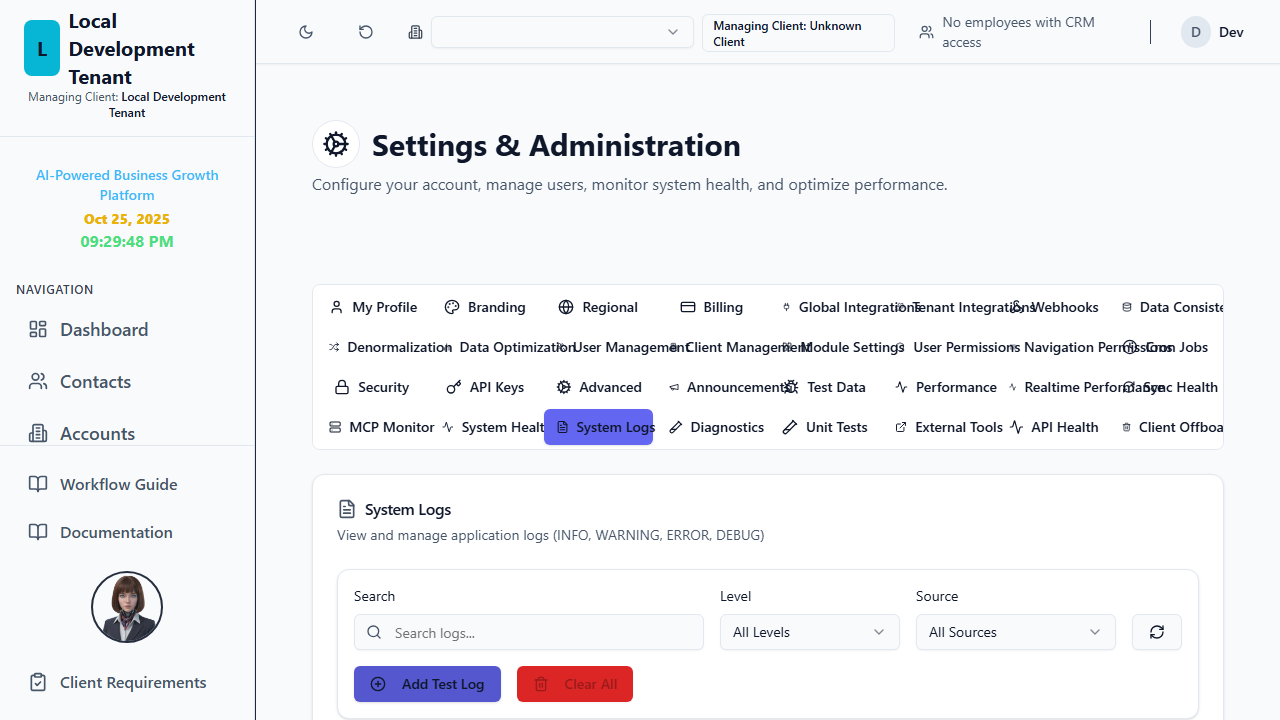 L
Local
Development
Tenant
Managing Client: Local Development
Tenant
AI-Powered Business Growth
Platform
Oct 25, 2025
09:29:48 PM
NAVIGATION
Dashboard
Contacts
Accounts
Workflow Guide
Documentation
Client Requirements
Managing Client: Unknown
Client
No employees with CRM
access
D
Dev
Settings & Administration
Configure your account, manage users, monitor system health, and optimize performance.
My Profile Branding Regional Billing Global Integrations Tenant Integrations Webhooks Data Consiste
Denormalization Data Optimization User Management Client Management Module Settings User Permissions Navigation Permissions Cron Jobs
Security API Keys Advanced Announcements Test Data Performance Realtime Performance Sync Health
MCP Monitor System Healt System Logs Diagnostics Unit Tests External Tools API Health Client Offboa
System Logs
View and manage application logs (INFO, WARNING, ERROR, DEBUG)
Search Level Source
Search logs... All Levels All Sources
Add Test Log Clear All